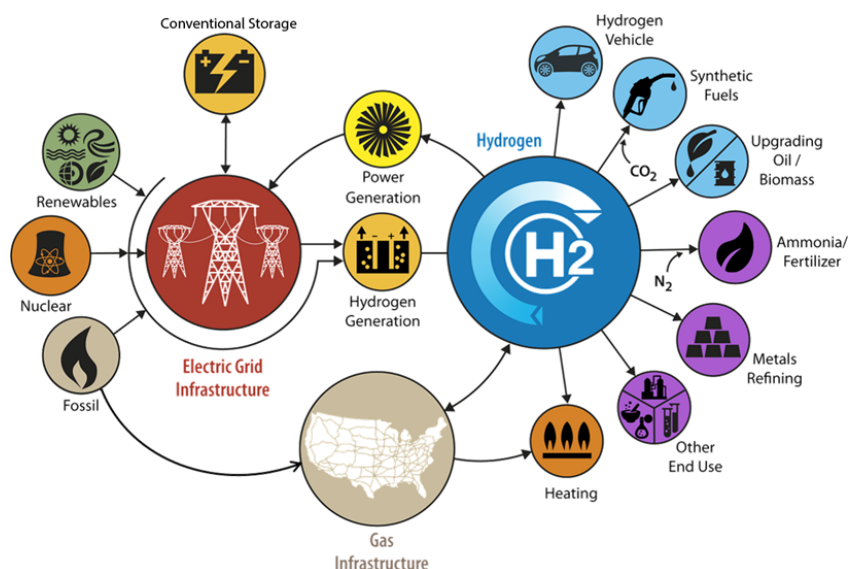 Conventional Storage
Hydrogen
Vehicle
Synthetic
Fuels
Hydrogen
Upgrading
Oil /
Biomass
CO2
Renewables
Power
Generation
Ammonia/
Fertilizer
N2
H2
Nuclear
Hydrogen
Generation
Electric Grid
Infrastructure
Fossil
Metals
Refining
Other
End Use
Heating
Gas
Infrastructure